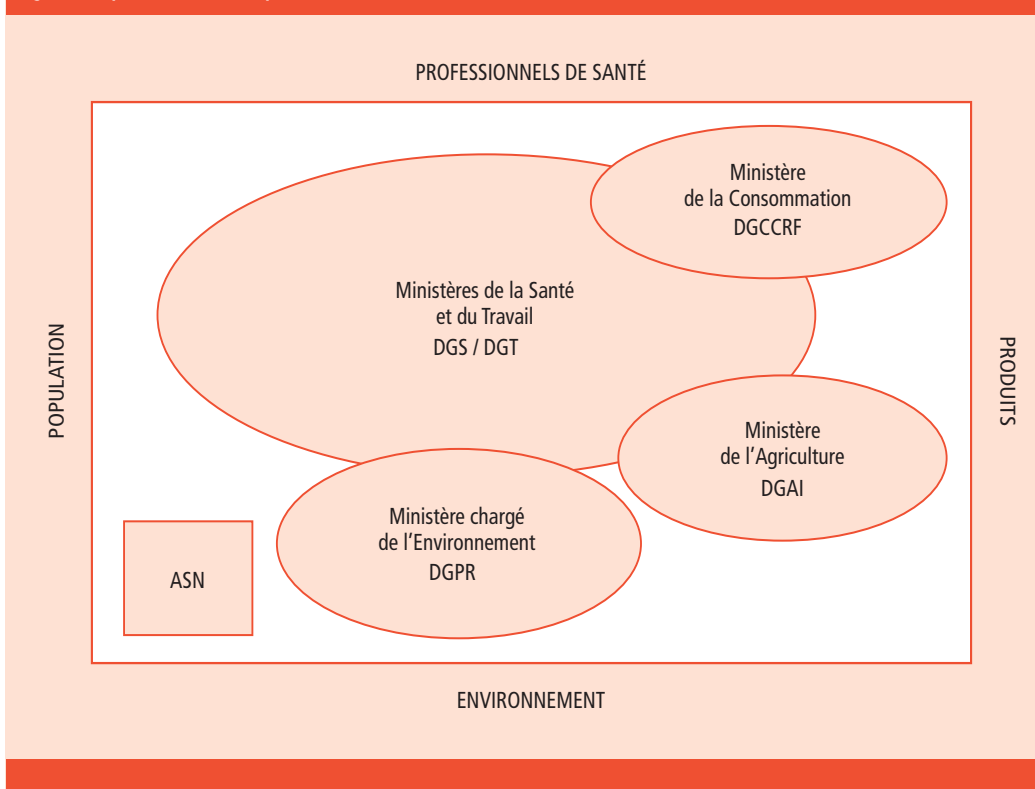 PROFESSIONNELS DE SANTÉ
Ministère
de la Consommation
DGCCRF
Ministères de la Santé
et du Travail
DGS / DGT
POPULATION
PRODUITS
Ministère
de l'Agriculture
DGAI
Ministère chargé
de l'Environnement
DGPR
ASN
ENVIRONNEMENT